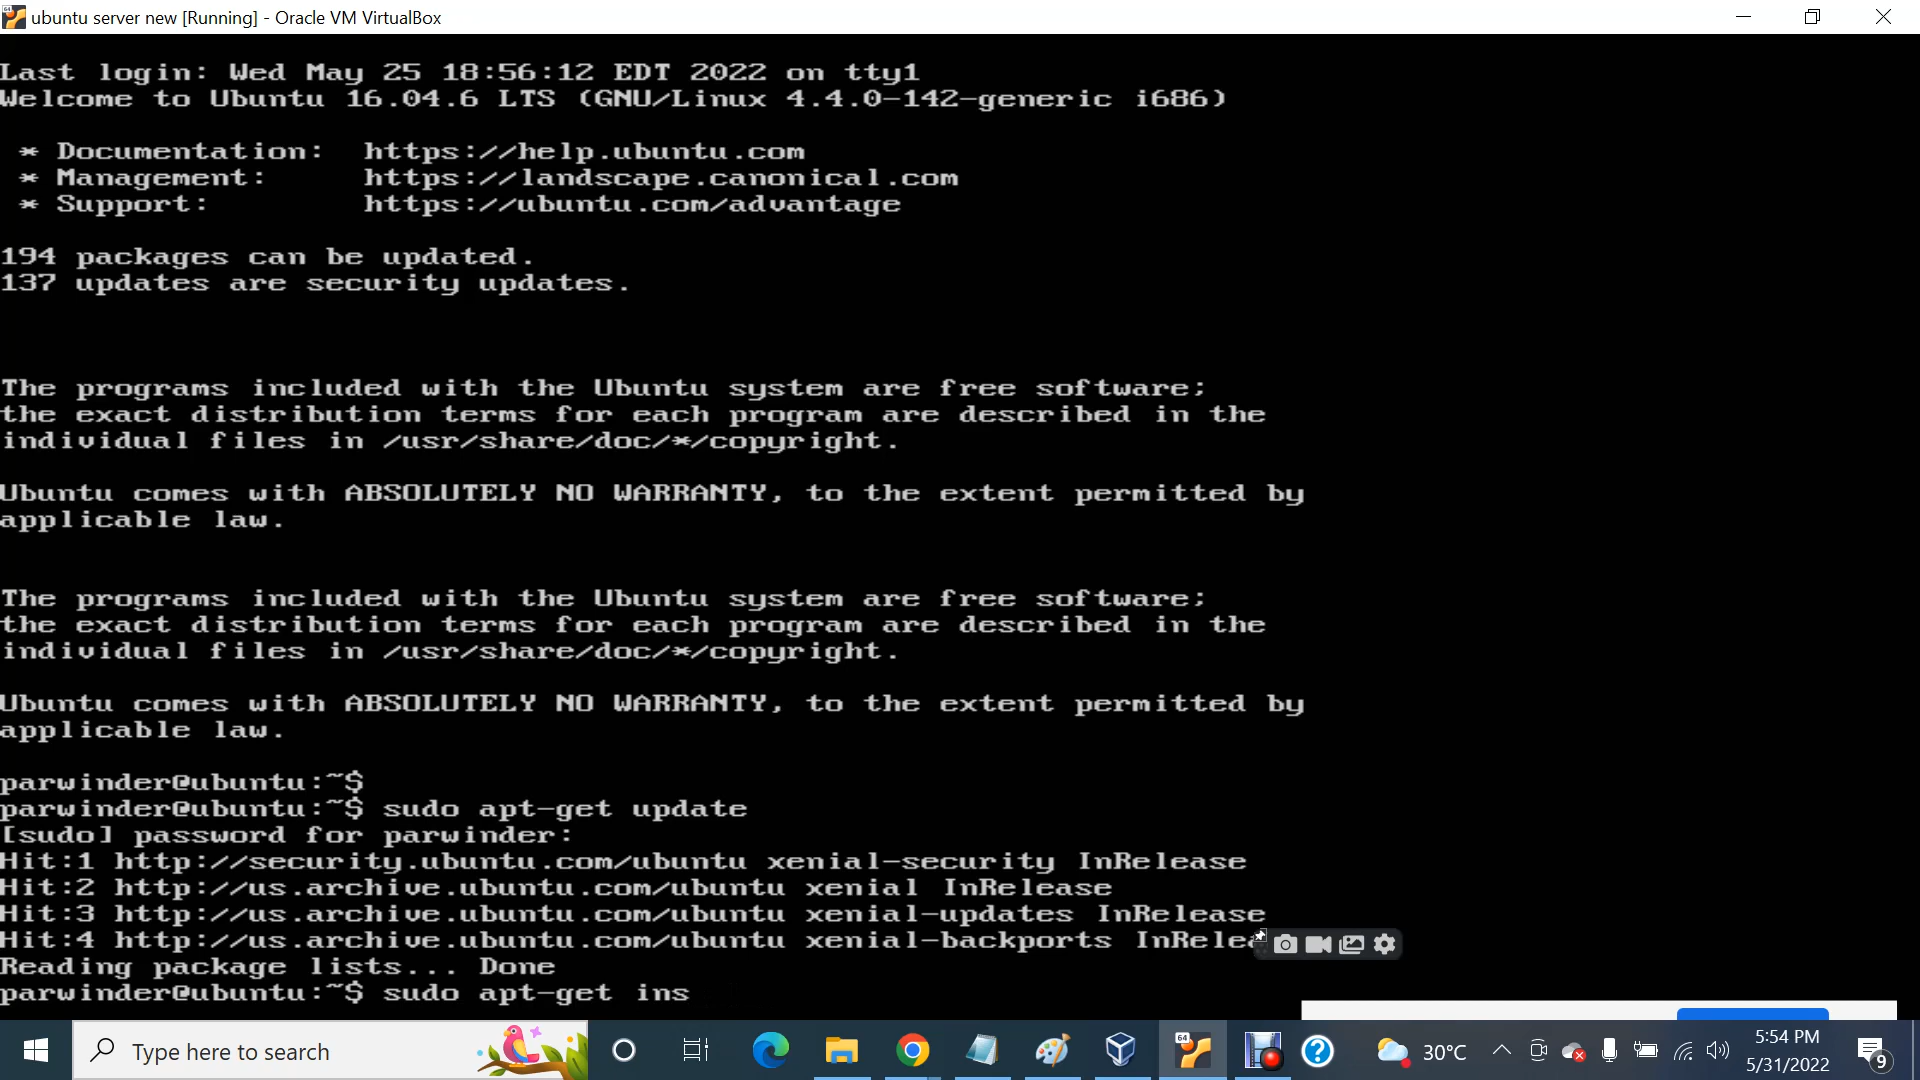 ubuntu server new [Running] - Oracle VM VirtualBox
Last login: Wed May 25 18:56:12 EDT 2022 on tty1
Welcome to Ubuntu 16.04.6 LTS (GNU/Linux 4.4.0-142-generic i686)
* Documentation: https://help.ubuntu.com
* Management: https://landscape.canonical.com
* Support: https://ubuntu.com/advantage
194 packages can be updated.
137 updates are security updates.
The programs included with the Ubuntu system are free software;
the exact distribution terms for each program are described in the
individual files in /usr/share/doc/*/copyright.
Ubuntu comes with ABSOLUTELY NO WARRANTY, to the extent permitted by
applicable law.
The programs included with the Ubuntu system are free software;
the exact distribution terms for each program are described in the
individual files in /usr/share/doc/*/copyright.
Ubuntu comes with ABSOLUTELY NO WARRANTY, to the extent permitted by
applicable law.
parwinder@ubuntu:~$
parwinder@ubuntu:~$ sudo apt-get update
[sudo] password for parwinder:
Hit:1 http://security.ubuntu.com/ubuntu xenial-security InRelease
Hit:2 http://us.archive.ubuntu.com/ubuntu xenial InRelease
Hit:3 http://us.archive.ubuntu.com/ubuntu xenial-updates InRelease
Hit:4 http://us.archive.ubuntu.com/ubuntu xenial-backports InRelea
Reading package lists... Done
parwinder@ubuntu:~$ sudo apt-get ins
Type here to search
64
30°C
5:54 PM
5/31/2022
9